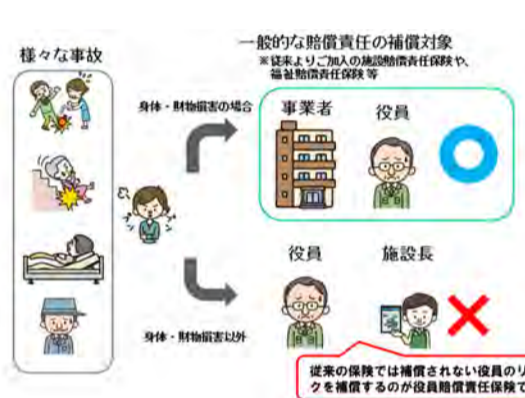 様々な事故
一般的な賠償責任の補償対象
※従来よりご加入の施設賠償責任保険や、
福祉賠償責任保険 等
身体・財物損害の場合
事業者
役員
役員
施設長
身体・財物損害以外
従来の保険では補償されない役員のリ
クを補償するのが役員賠償責任保険で